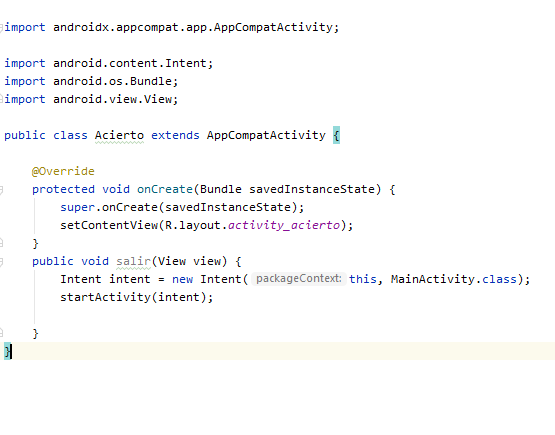 import androidx.appcompat.app.AppCompatActivity;
import android.content.Intent;
import android.os.Bundle;
import android.view.View;
public class Acierto extends AppCompatActivity {
@Override
protected void onCreate(Bundle savedInstanceState) {
super.onCreate(savedInstanceState);
setContentView(R.layout.activity_acierto);
}
public void salir(View view) {
Intent intent = new Intent( packageContext: this, MainActivity.class);
startActivity(intent);
}
}